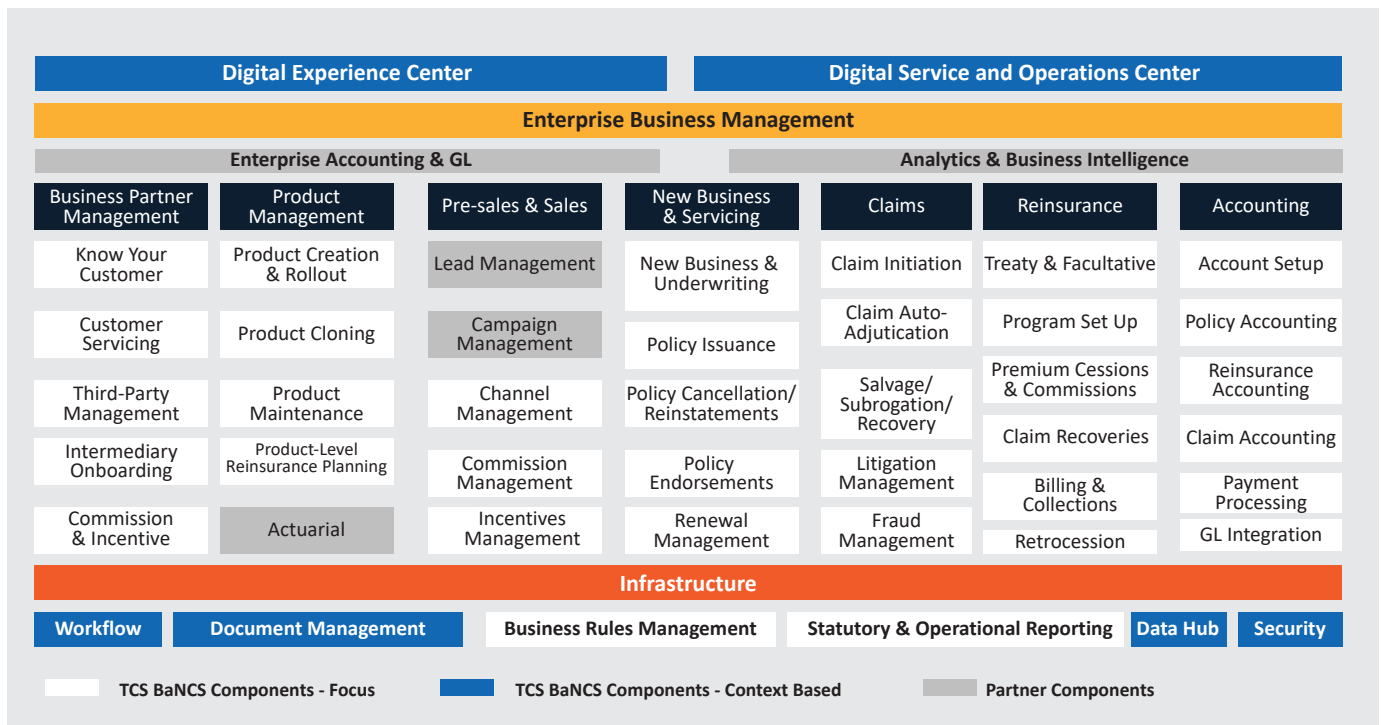 Digital Experience Center
Digital Service and Operations Center
Enterprise Business Management
Enterprise Accounting & GL
Analytics & Business Intelligence
Business Partner
Management
Know Your
Customer
Customer
Servicing
Third-Party
Management
Intermediary
Onboarding
Commission
& Incentive
Product
Management
Product Creation
& Rollout
Product Cloning
Product
Maintenance
Product-Level
Reinsurance Planning
Actuarial
Pre-sales & Sales
Lead Management
Campaign
Management
Channel
Management
Commission
Management
Incentives
Management
New Business
& Servicing
New Business &
Underwriting
Policy Issuance
Policy Cancellation/
Reinstatements
Policy
Endorsements
Renewal
Management
Claims
Claim Initiation
Claim Auto-
Adjutication
Salvage/
Subrogation/
Recovery
Litigation
Management
Fraud
Management
Reinsurance
Treaty & Facultative
Program Set Up
Premium Cessions
& Commissions
Claim Recoveries
Billing &
Collections
Retrocession
Accounting
Account Setup
Policy Accounting
Reinsurance
Accounting
Claim Accounting
Payment
Processing
GL Integration
Infrastructure
Workflow
Document Management
Business Rules Management
Statutory & Operational Reporting
Data Hub
Security
TCS BaNCS Components - Focus
TCS BaNCS Components - Context Based
Partner Components